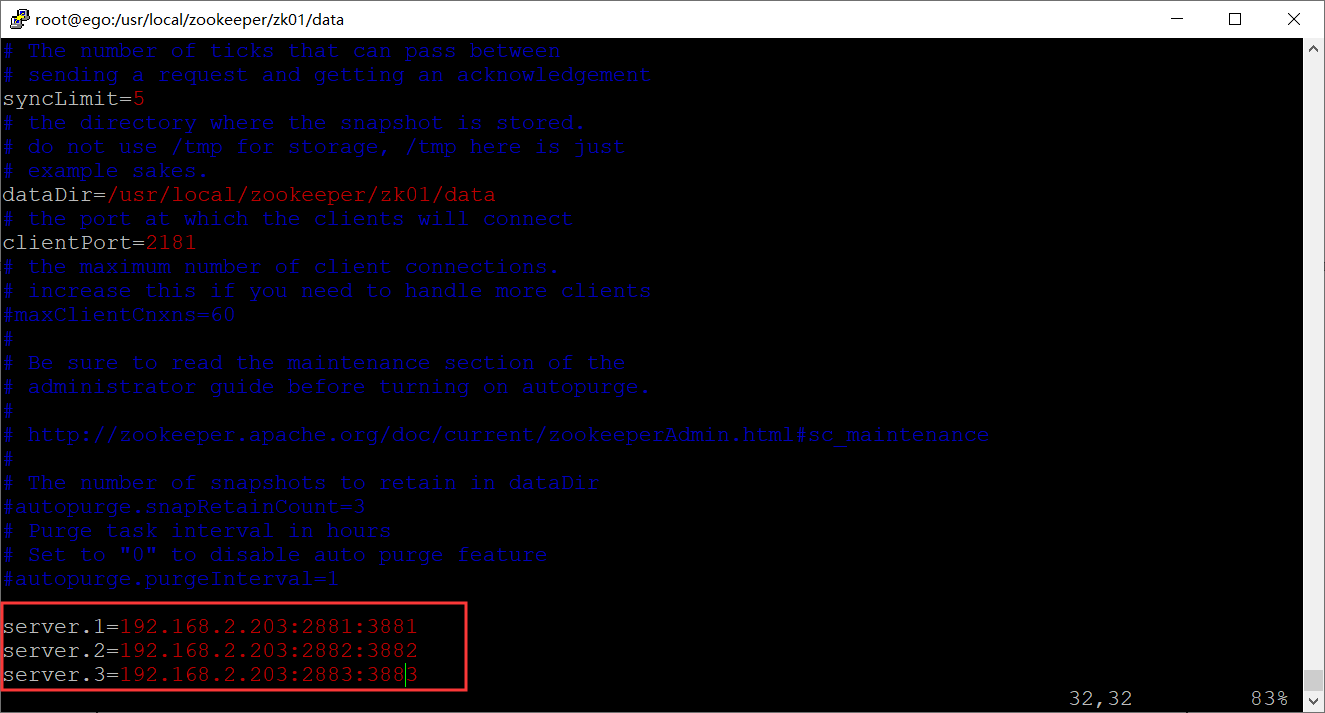 root@ego:/usr/local/zookeeper/zk01/data
# The number of ticks that can pass between
# sending a request and getting an acknowledgement
syncLimit=5
# the directory where the snapshot is stored.
# do not use /tmp for storage, /tmp here is just
# example sakes.
dataDir=/usr/local/zookeeper/zk01/data
# the port at which the clients will connect
clientPort=2181
# the maximum number of client connections.
# increase this if you need to handle more clients
#maxClientCnxns=60
#
# Be sure to read the maintenance section of the
# administrator guide before turning on autopurge.
#
# http://zookeeper.apache.org/doc/current/zookeeperAdmin.html#sc_maintenance
#
# The number of snapshots to retain in dataDir
#autopurge.snapRetainCount=3
# Purge task interval in hours
# Set to "0" to disable auto purge feature
#autopurge.purgeInterval=1
server.1=192.168.2.203:2881:3881
server.2=192.168.2.203:2882:3882
server.3=192.168.2.203:2883:3883
32,32 83%